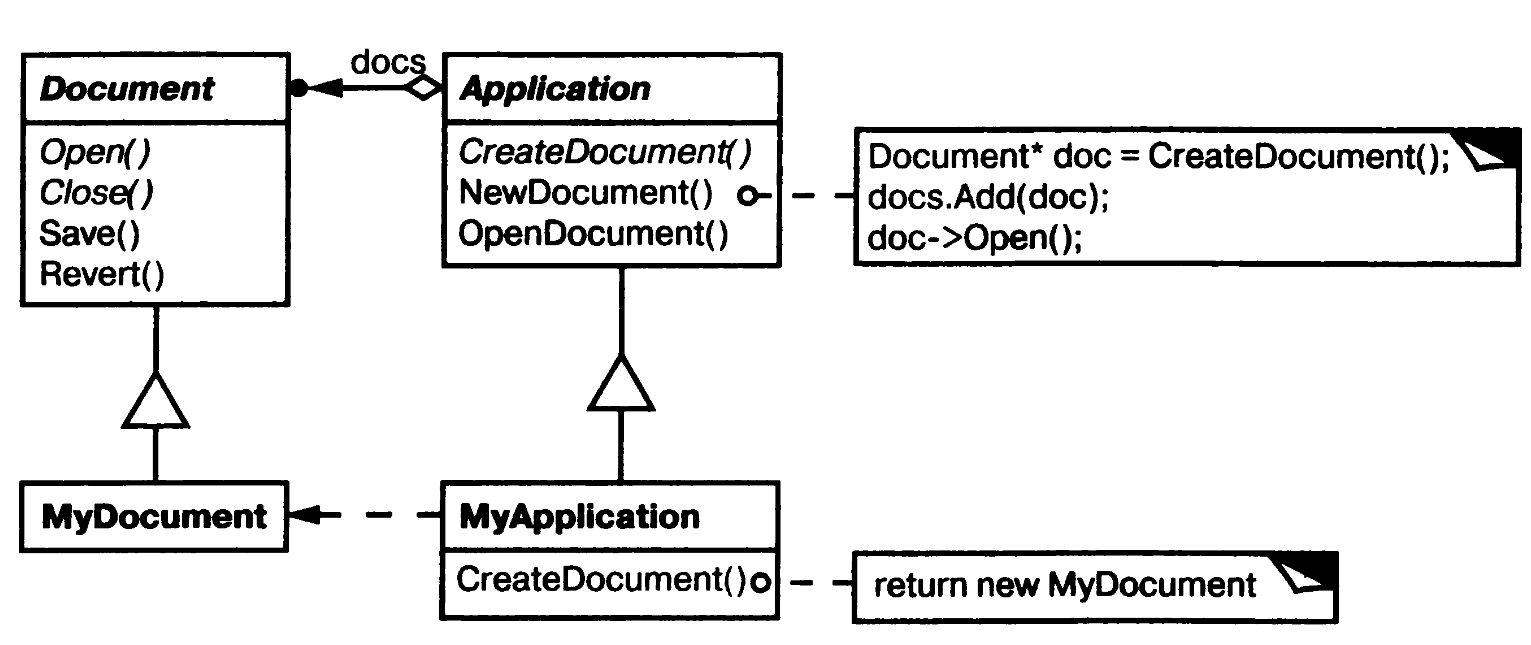 docs
Document
Open()
Close()
Save()
Revert()
Application
CreateDocument()
NewDocument()
OpenDocument()
Document* doc = CreateDocument();
docs.Add(doc);
doc->Open();
MyDocument
MyApplication
CreateDocument()
return new MyDocument